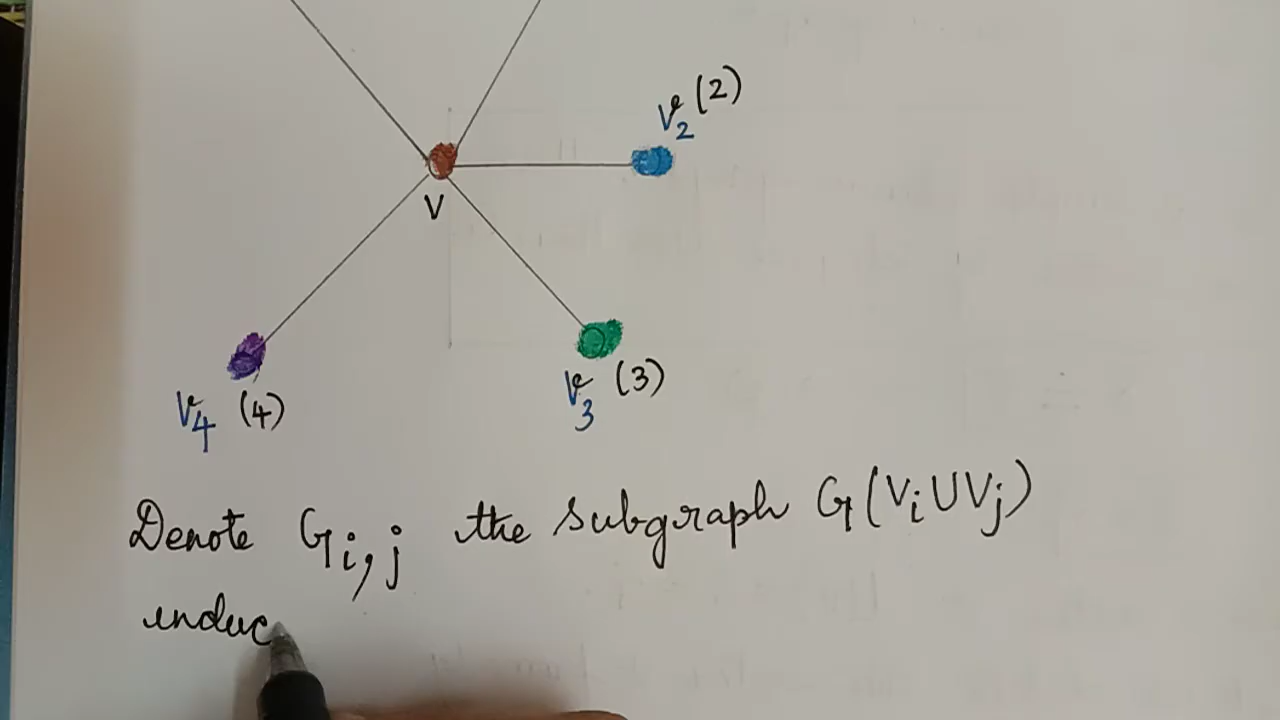 V₂ (2)
V
V₃ (3)
V₄ (4)
Denote Gi,j the subgraph G(Vi∪Vj)
induc